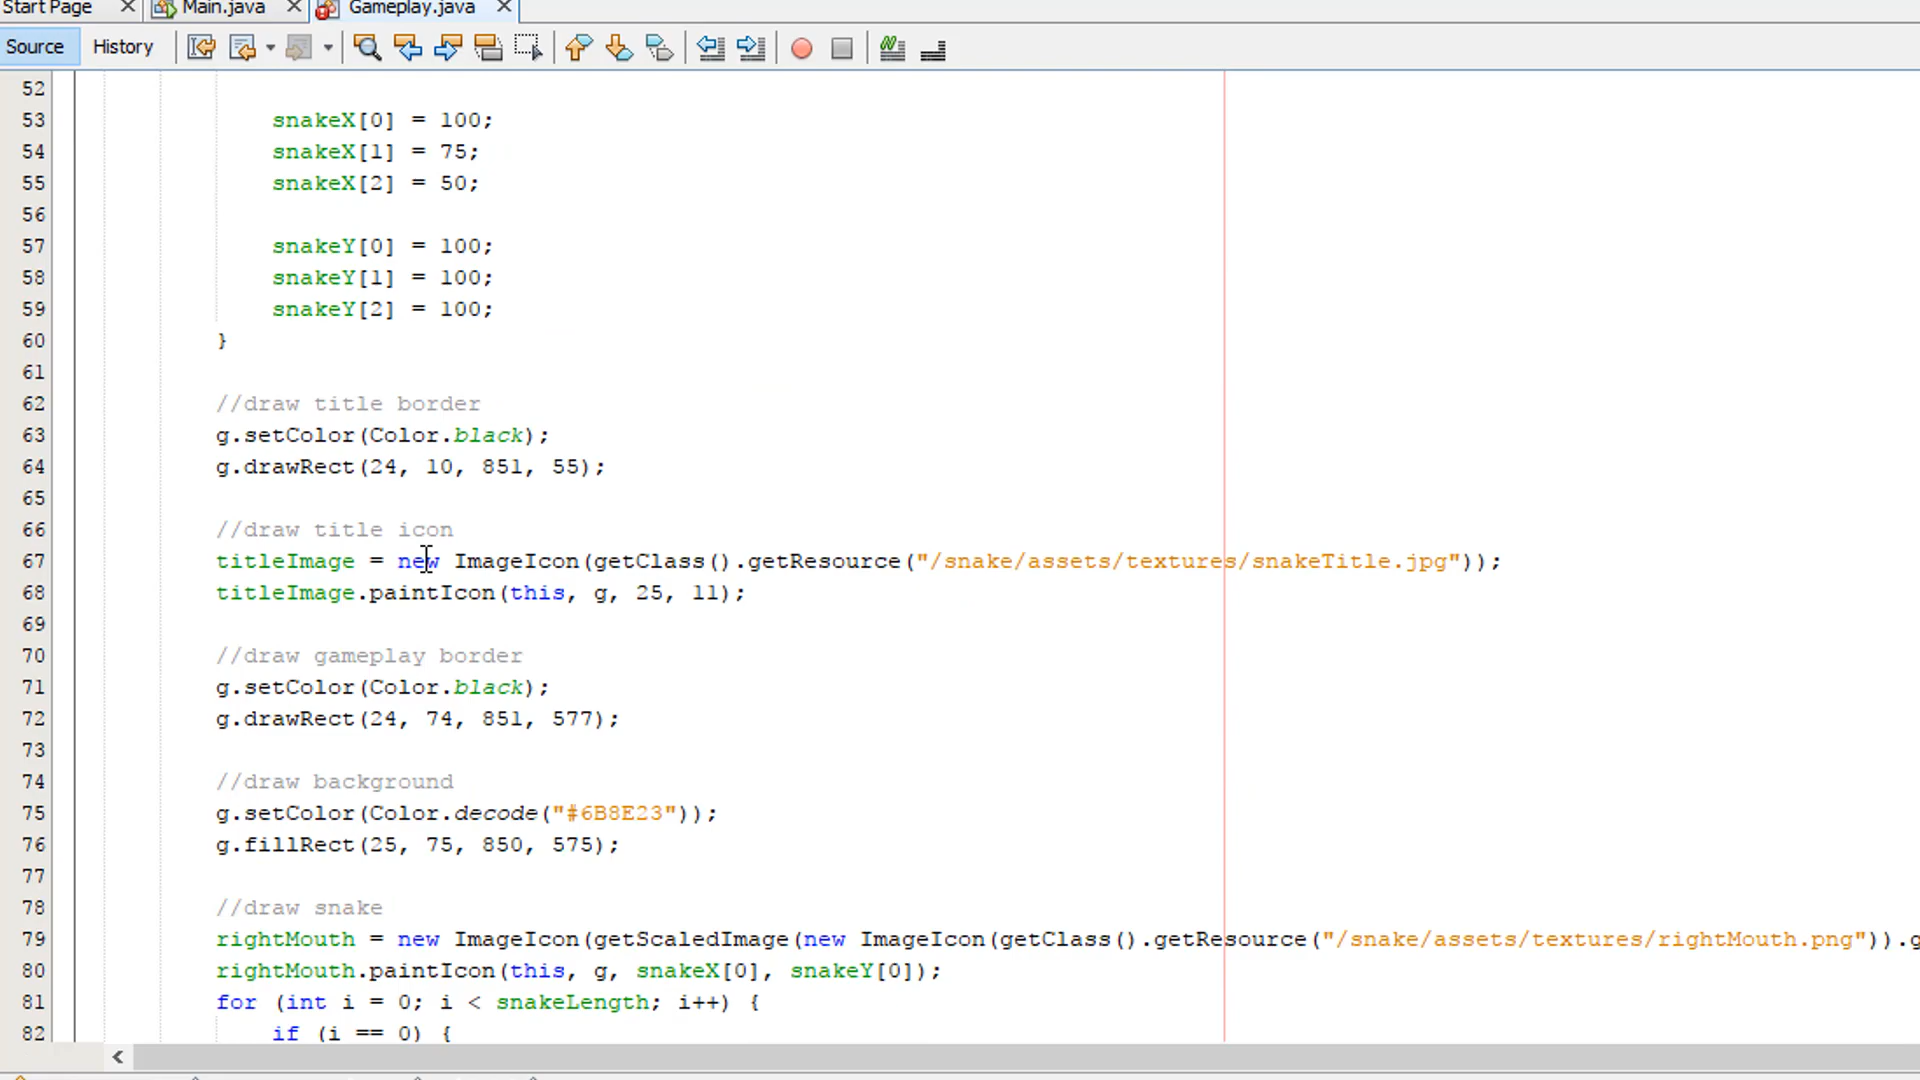 Start Page Main.java Gameplay.java
Source History
52
53 snakeX[0] = 100;
54 snakeX[1] = 75;
55 snakeX[2] = 50;
56
57 snakeY[0] = 100;
58 snakeY[1] = 100;
59 snakeY[2] = 100;
60 }
61
62 //draw title border
63 g.setColor(Color.black);
64 g.drawRect(24, 10, 851, 55);
65
66 //draw title icon
67 titleImage = new ImageIcon(getClass().getResource("/snake/assets/textures/snakeTitle.jpg"));
68 titleImage.paintIcon(this, g, 25, 11);
69
70 //draw gameplay border
71 g.setColor(Color.black);
72 g.drawRect(24, 74, 851, 577);
73
74 //draw background
75 g.setColor(Color.decode("#6B8E23"));
76 g.fillRect(25, 75, 850, 575);
77
78 //draw snake
79 rightMouth = new ImageIcon(getScaledImage(new ImageIcon(getClass().getResource("/snake/assets/textures/rightMouth.png")).g
80 rightMouth.paintIcon(this, g, snakeX[0], snakeY[0]);
81 for (int i = 0; i < snakeLength; i++) {
82 if (i == 0) {